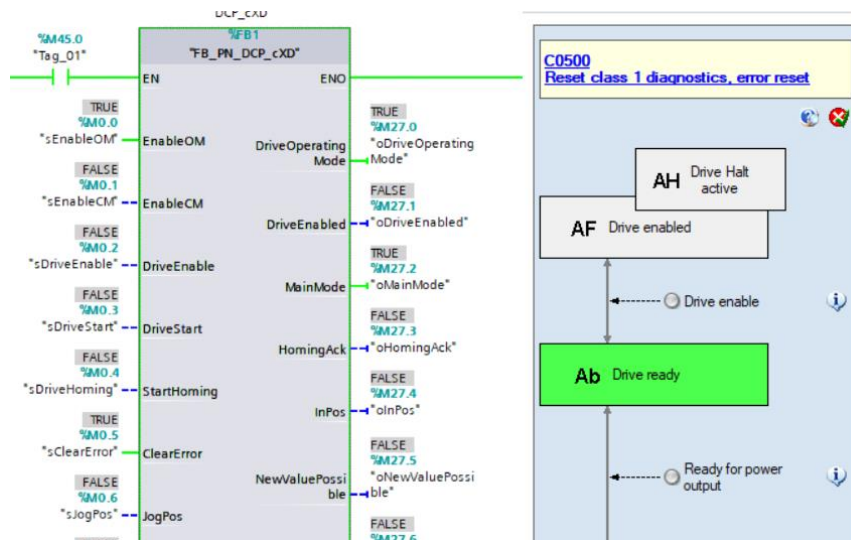 DCP_cXD
%M45.0
"Tag_01"
%FB1
"FB_PN_DCP_cXD"
EN
ENO
TRUE
%M0.0
"sEnableOM"
EnableOM
FALSE
%M0.1
"sEnableCM"
EnableCM
FALSE
%M0.2
"sDriveEnable"
DriveEnable
FALSE
%M0.3
"sDriveStart"
DriveStart
FALSE
%M0.4
"sDriveHoming"
StartHoming
TRUE
%M0.5
"sClearError"
ClearError
FALSE
%M0.6
"sJogPos"
JogPos
DriveOperating
Mode
TRUE
%M27.0
"oDriveOperating
Mode"
DriveEnabled
FALSE
%M27.1
"oDriveEnabled"
MainMode
TRUE
%M27.2
"oMainMode"
HomingAck
FALSE
%M27.3
"oHomingAck"
InPos
FALSE
%M27.4
"oInPos"
NewValuePossi
ble
FALSE
%M27.5
"oNewValuePossi
ble"
FALSE
%M27.6
C0500
Reset class 1 diagnostics, error reset
AH Drive Halt
active
AF Drive enabled
Drive enable
Ab Drive ready
Ready for power
output